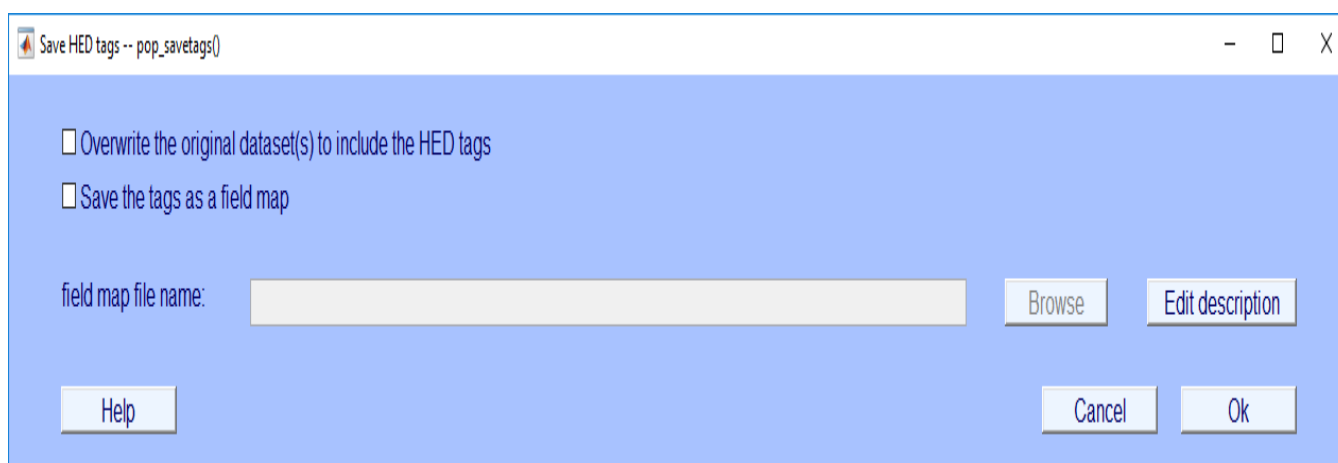 Save HED tags -- pop_savetags()
Overwrite the original dataset(s) to include the HED tags
Save the tags as a field map
field map file name:
Browse
Edit description
Help
Cancel
Ok